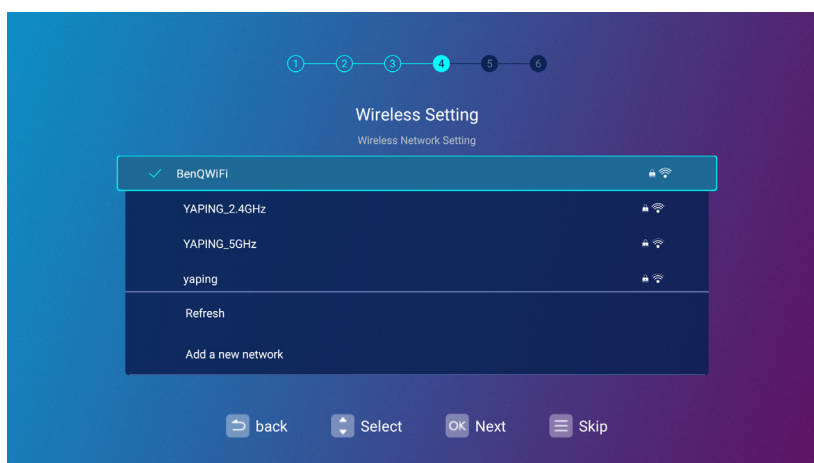 1 2 3 4 5 6
Wireless Setting
Wireless Network Setting
BenQWiFi
YAPING_2.4GHz
YAPING_5GHz
yaping
Refresh
Add a new network
back Select OK Next Skip